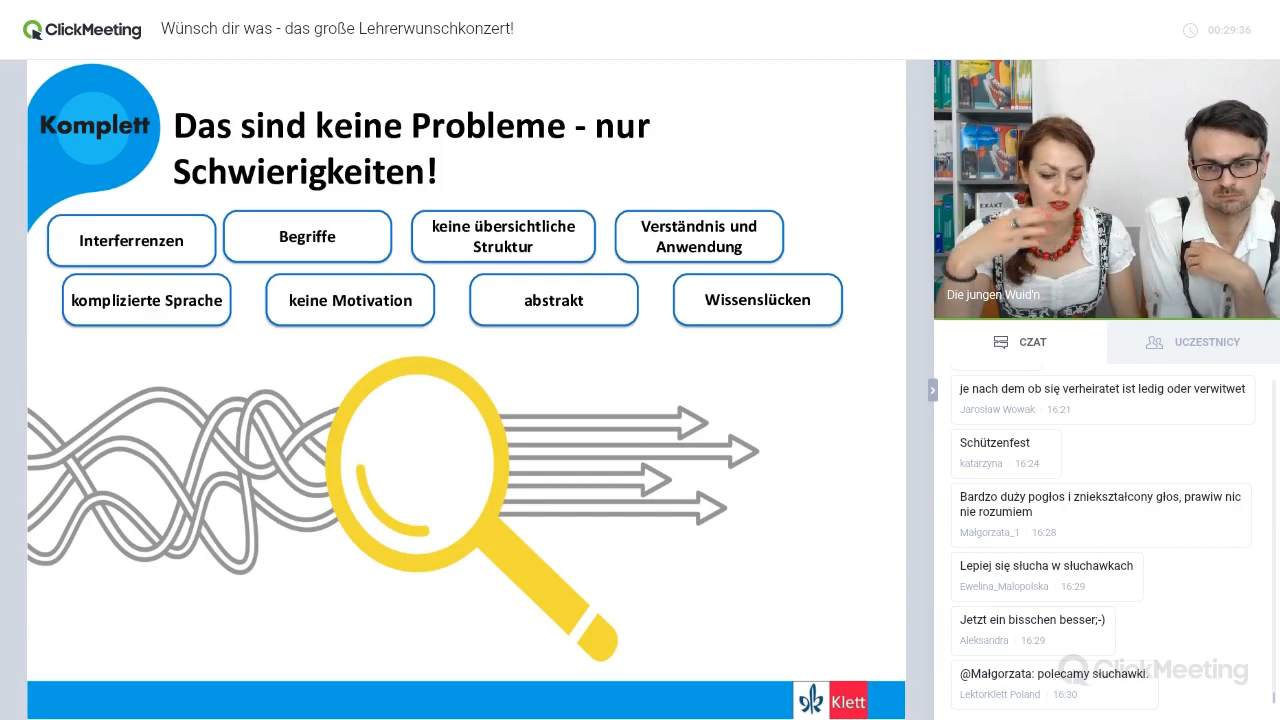 ClickMeeting
Wünsch dir was - das große Lehrerwunschkonzert!
00:29:36
Komplett
Das sind keine Probleme - nur
Schwierigkeiten!
Interferrenzen
Begriffe
keine übersichtliche
Struktur
Verständnis und
Anwendung
komplizierte Sprache
keine Motivation
abstrakt
Wissenslücken
Klett
EXAKT
Die jungen Wuid'n
CZAT
UCZESTNICY
je nach dem ob się verheiratet ist ledig oder verwitwet
Jarosław Wowak 16:21
Schützenfest
katarzyna 16:24
Bardzo duży pogłos i zniekształcony głos, prawiw nic
nie rozumiem
Małgorzata_1 16:28
Lepiej się słucha w słuchawkach
Ewelina_Malopolska 16:29
Jetzt ein bisschen besser;-)
Aleksandra 16:29
@Małgorzata: polecamy słuchawki.
LektorKlett Poland 16:30
ClickMeeting